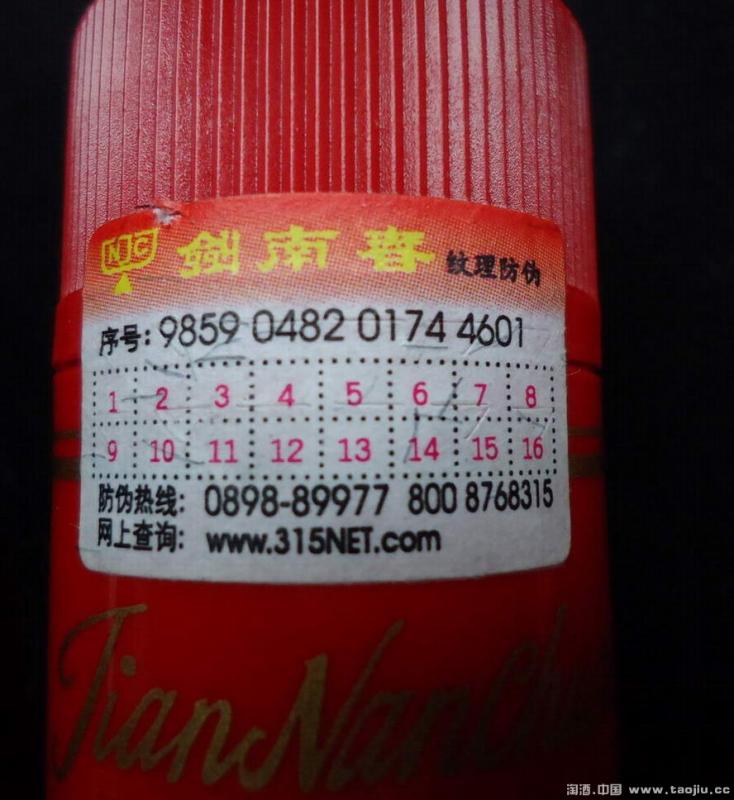 NJC 剑南春 纹理防伪
序号: 9859 0482 0174 4601
1 2 3 4 5 6 7 8
9 10 11 12 13 14 15 16
防伪热线: 0898-89977 800 8768315
网上查询: www.315NET.com
JianNanChu
淘酒.中国 www.taojiu.cc